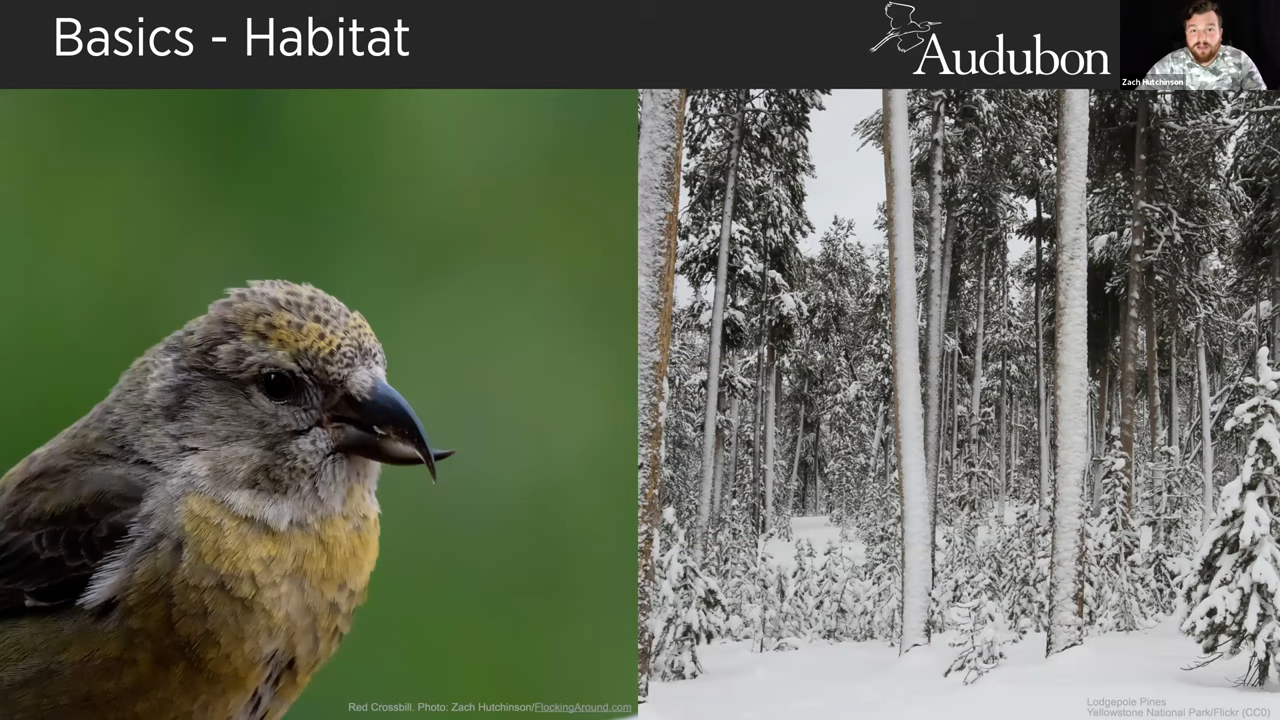 Basics - Habitat
Audubon
Zach Hutchinson
Red Crossbill. Photo: Zach Hutchinson/FlockingAround.com
Lodgepole Pines
Yellowstone National Park/Flickr (CC0)